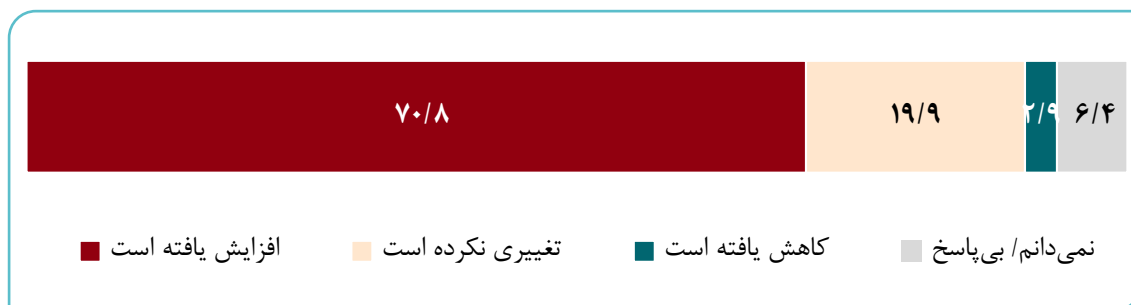 ۷۰/۸ ۱۹/۹ ۲/۹ ۶/۴
نمی‌دانم/ بی‌پاسخ کاهش یافته است تغییری نکرده است افزایش یافته است